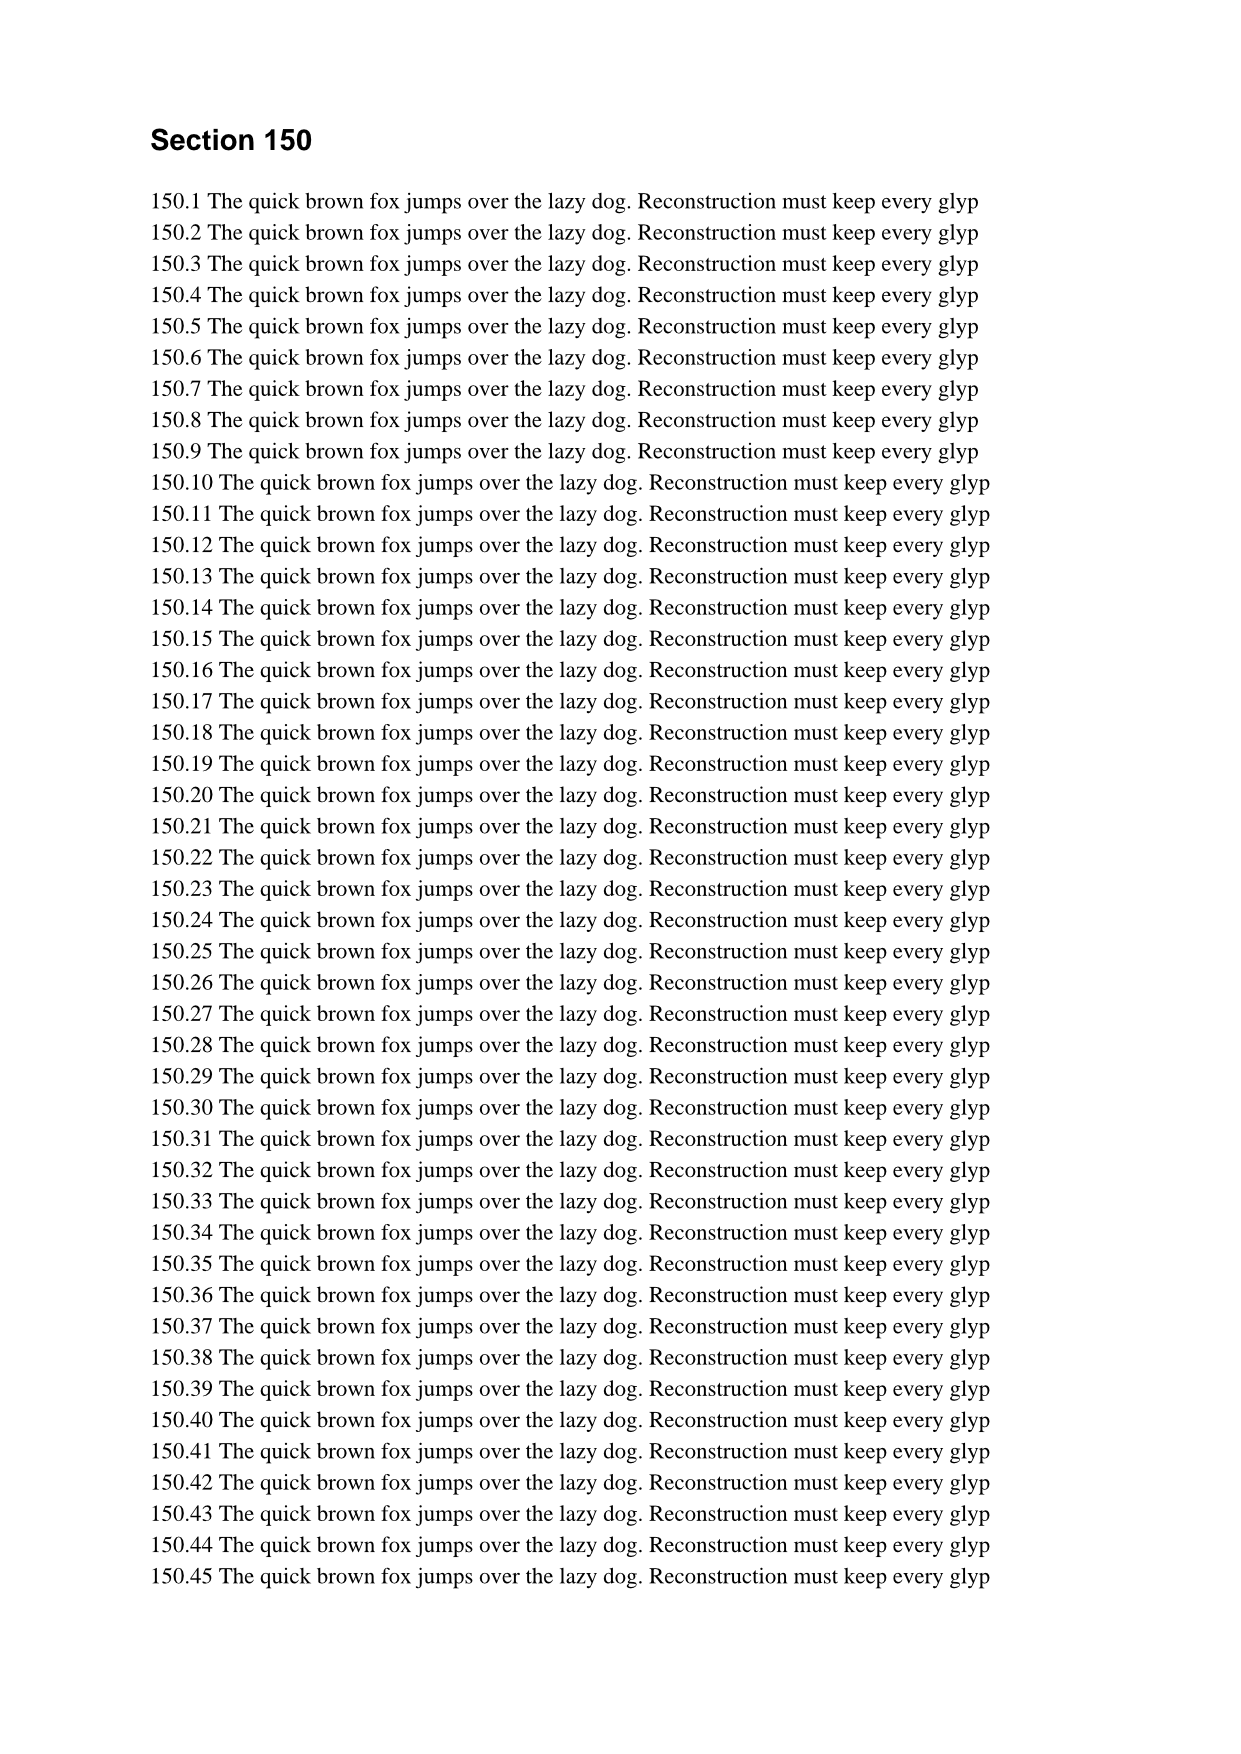 Section 150
150.1 The quick brown fox jumps over the lazy dog. Reconstruction must keep every glyp
150.2 The quick brown fox jumps over the lazy dog. Reconstruction must keep every glyp
150.3 The quick brown fox jumps over the lazy dog. Reconstruction must keep every glyp
150.4 The quick brown fox jumps over the lazy dog. Reconstruction must keep every glyp
150.5 The quick brown fox jumps over the lazy dog. Reconstruction must keep every glyp
150.6 The quick brown fox jumps over the lazy dog. Reconstruction must keep every glyp
150.7 The quick brown fox jumps over the lazy dog. Reconstruction must keep every glyp
150.8 The quick brown fox jumps over the lazy dog. Reconstruction must keep every glyp
150.9 The quick brown fox jumps over the lazy dog. Reconstruction must keep every glyp
150.10 The quick brown fox jumps over the lazy dog. Reconstruction must keep every glyp
150.11 The quick brown fox jumps over the lazy dog. Reconstruction must keep every glyp
150.12 The quick brown fox jumps over the lazy dog. Reconstruction must keep every glyp
150.13 The quick brown fox jumps over the lazy dog. Reconstruction must keep every glyp
150.14 The quick brown fox jumps over the lazy dog. Reconstruction must keep every glyp
150.15 The quick brown fox jumps over the lazy dog. Reconstruction must keep every glyp
150.16 The quick brown fox jumps over the lazy dog. Reconstruction must keep every glyp
150.17 The quick brown fox jumps over the lazy dog. Reconstruction must keep every glyp
150.18 The quick brown fox jumps over the lazy dog. Reconstruction must keep every glyp
150.19 The quick brown fox jumps over the lazy dog. Reconstruction must keep every glyp
150.20 The quick brown fox jumps over the lazy dog. Reconstruction must keep every glyp
150.21 The quick brown fox jumps over the lazy dog. Reconstruction must keep every glyp
150.22 The quick brown fox jumps over the lazy dog. Reconstruction must keep every glyp
150.23 The quick brown fox jumps over the lazy dog. Reconstruction must keep every glyp
150.24 The quick brown fox jumps over the lazy dog. Reconstruction must keep every glyp
150.25 The quick brown fox jumps over the lazy dog. Reconstruction must keep every glyp
150.26 The quick brown fox jumps over the lazy dog. Reconstruction must keep every glyp
150.27 The quick brown fox jumps over the lazy dog. Reconstruction must keep every glyp
150.28 The quick brown fox jumps over the lazy dog. Reconstruction must keep every glyp
150.29 The quick brown fox jumps over the lazy dog. Reconstruction must keep every glyp
150.30 The quick brown fox jumps over the lazy dog. Reconstruction must keep every glyp
150.31 The quick brown fox jumps over the lazy dog. Reconstruction must keep every glyp
150.32 The quick brown fox jumps over the lazy dog. Reconstruction must keep every glyp
150.33 The quick brown fox jumps over the lazy dog. Reconstruction must keep every glyp
150.34 The quick brown fox jumps over the lazy dog. Reconstruction must keep every glyp
150.35 The quick brown fox jumps over the lazy dog. Reconstruction must keep every glyp
150.36 The quick brown fox jumps over the lazy dog. Reconstruction must keep every glyp
150.37 The quick brown fox jumps over the lazy dog. Reconstruction must keep every glyp
150.38 The quick brown fox jumps over the lazy dog. Reconstruction must keep every glyp
150.39 The quick brown fox jumps over the lazy dog. Reconstruction must keep every glyp
150.40 The quick brown fox jumps over the lazy dog. Reconstruction must keep every glyp
150.41 The quick brown fox jumps over the lazy dog. Reconstruction must keep every glyp
150.42 The quick brown fox jumps over the lazy dog. Reconstruction must keep every glyp
150.43 The quick brown fox jumps over the lazy dog. Reconstruction must keep every glyp
150.44 The quick brown fox jumps over the lazy dog. Reconstruction must keep every glyp
150.45 The quick brown fox jumps over the lazy dog. Reconstruction must keep every glyp